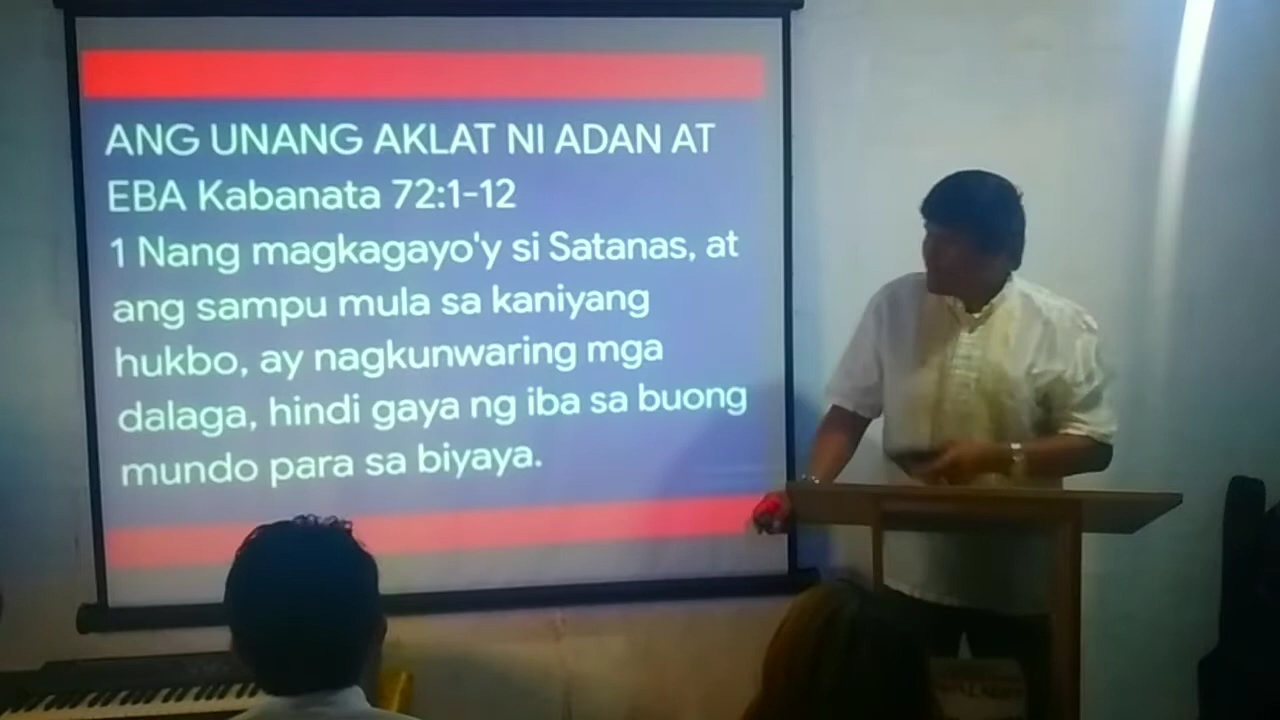 ANG UNANG AKLAT NI ADAN AT
EBA Kabanata 72:1-12
1 Nang magkagayo'y si Satanas, at
ang sampu mula sa kaniyang
hukbo, ay nagkunwaring mga
dalaga, hindi gaya ng iba sa buong
mundo para sa biyaya.